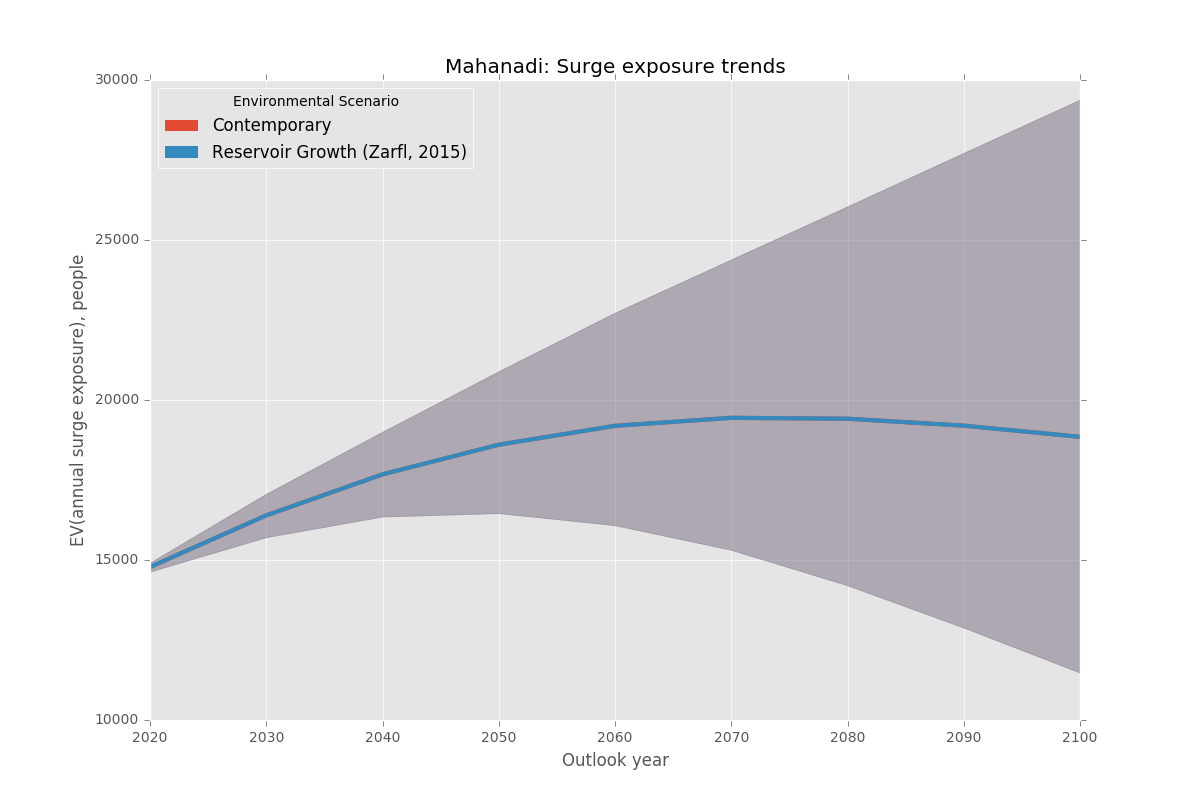 Mahanadi: Surge exposure trends
Environmental Scenario
Contemporary
Reservoir Growth (Zarfl, 2015)
EV(annual surge exposure), people
30000
25000
20000
15000
10000
2020 2030 2040 2050 2060 2070 2080 2090 2100
Outlook year